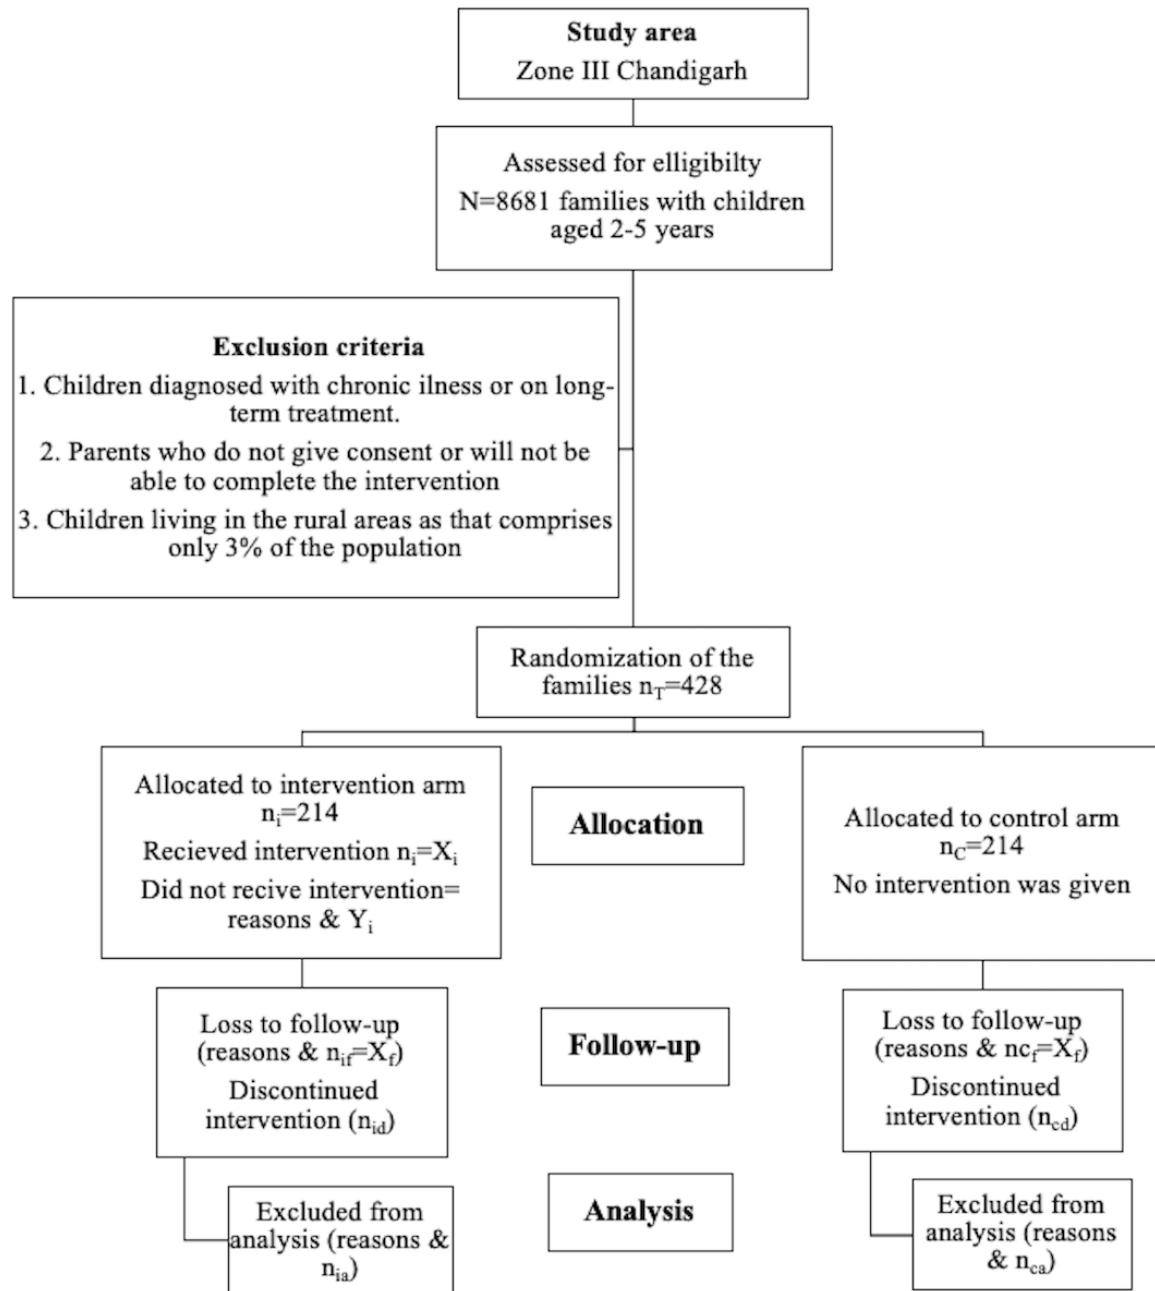 Study area
Zone III Chandigarh
Assessed for elligibilty
N=8681 families with children
aged 2-5 years
Exclusion criteria
1. Children diagnosed with chronic ilness or on long-
term treatment.
2. Parents who do not give consent or will not be
able to complete the intervention
3. Children living in the rural areas as that comprises
only 3% of the population
Randomization of the
families nT=428
Allocated to intervention arm
ni=214
Recieved intervention ni=Xi
Did not recive intervention=
reasons & Yi
Allocation
Allocated to control arm
nC=214
No intervention was given
Loss to follow-up
(reasons & nif=Xf)
Discontinued
intervention (nid)
Follow-up
Loss to follow-up
(reasons & ncf=Xf)
Discontinued
intervention (ncd)
Excluded from
analysis (reasons &
nia)
Analysis
Excluded from
analysis (reasons
& nca)